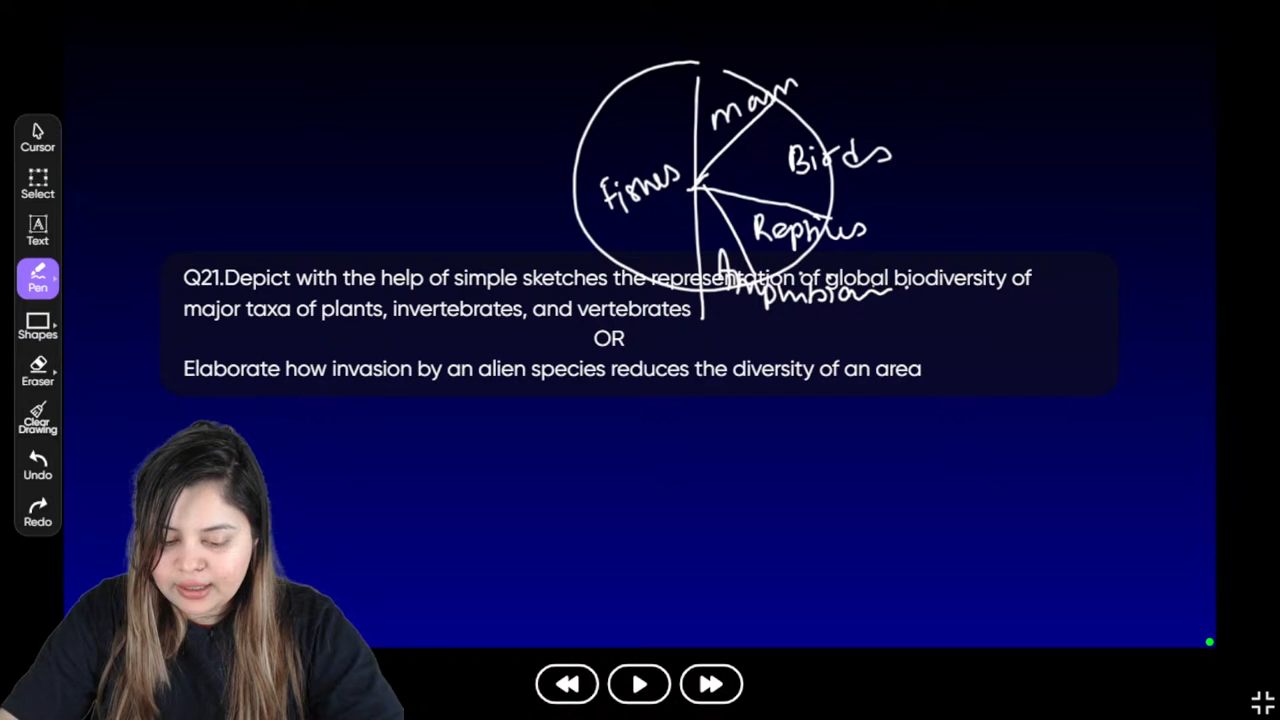 Cursor
Select
Text
Pen
Shapes
Eraser
Clear
Drawing
Undo
Redo
mam
Birds
Fishes
Reptiles
Amphibian
Q21.Depict with the help of simple sketches the representation of global biodiversity of
major taxa of plants, invertebrates, and vertebrates
OR
Elaborate how invasion by an alien species reduces the diversity of an area